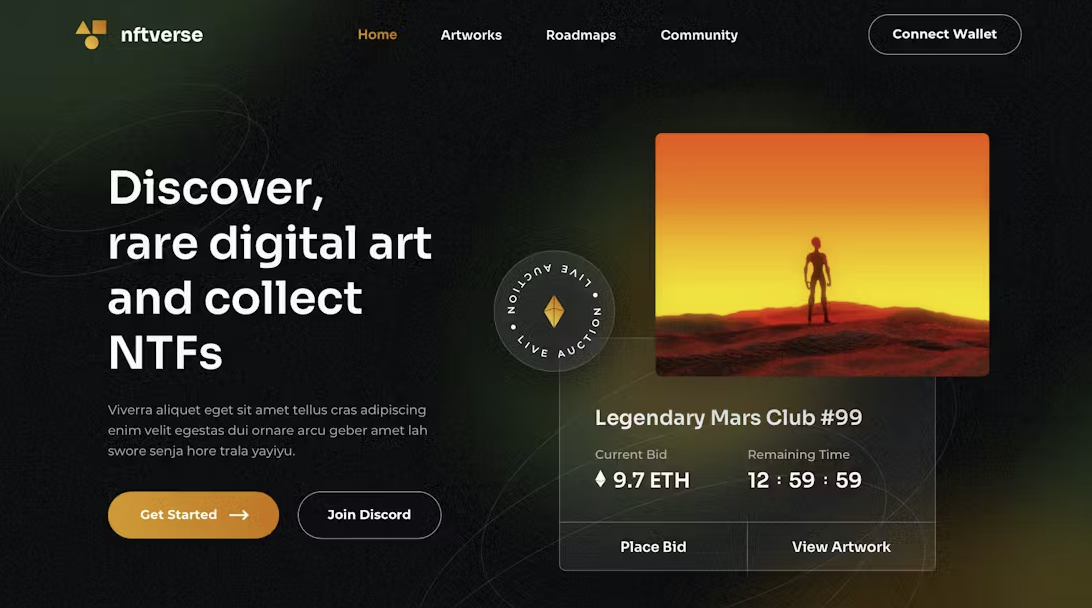 nftverse
Home
Artworks
Roadmaps
Community
Connect Wallet
Discover,
rare digital art
and collect
NTFs
Viverra aliquet eget sit amet tellus cras adipiscing
enim velit egestas dui ornare arcu geber amet lah
swore senja hore trala yayiyu.
Get Started
Join Discord
LIVE AUCTION • LIVE AUCTION •
Legendary Mars Club #99
Current Bid
Remaining Time
9.7 ETH
12 : 59 : 59
Place Bid
View Artwork